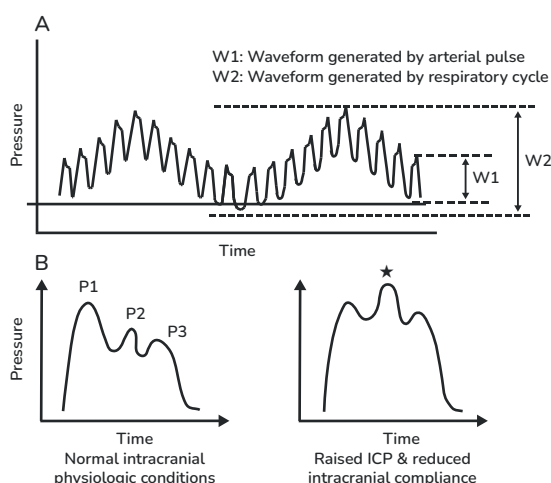 A
W1: Waveform generated by arterial pulse
W2: Waveform generated by respiratory cycle
Pressure
W1
W2
Time
B
P1
P2
P3
Pressure
Time
Normal intracranial
physiologic conditions
★
Time
Raised ICP & reduced
intracranial compliance